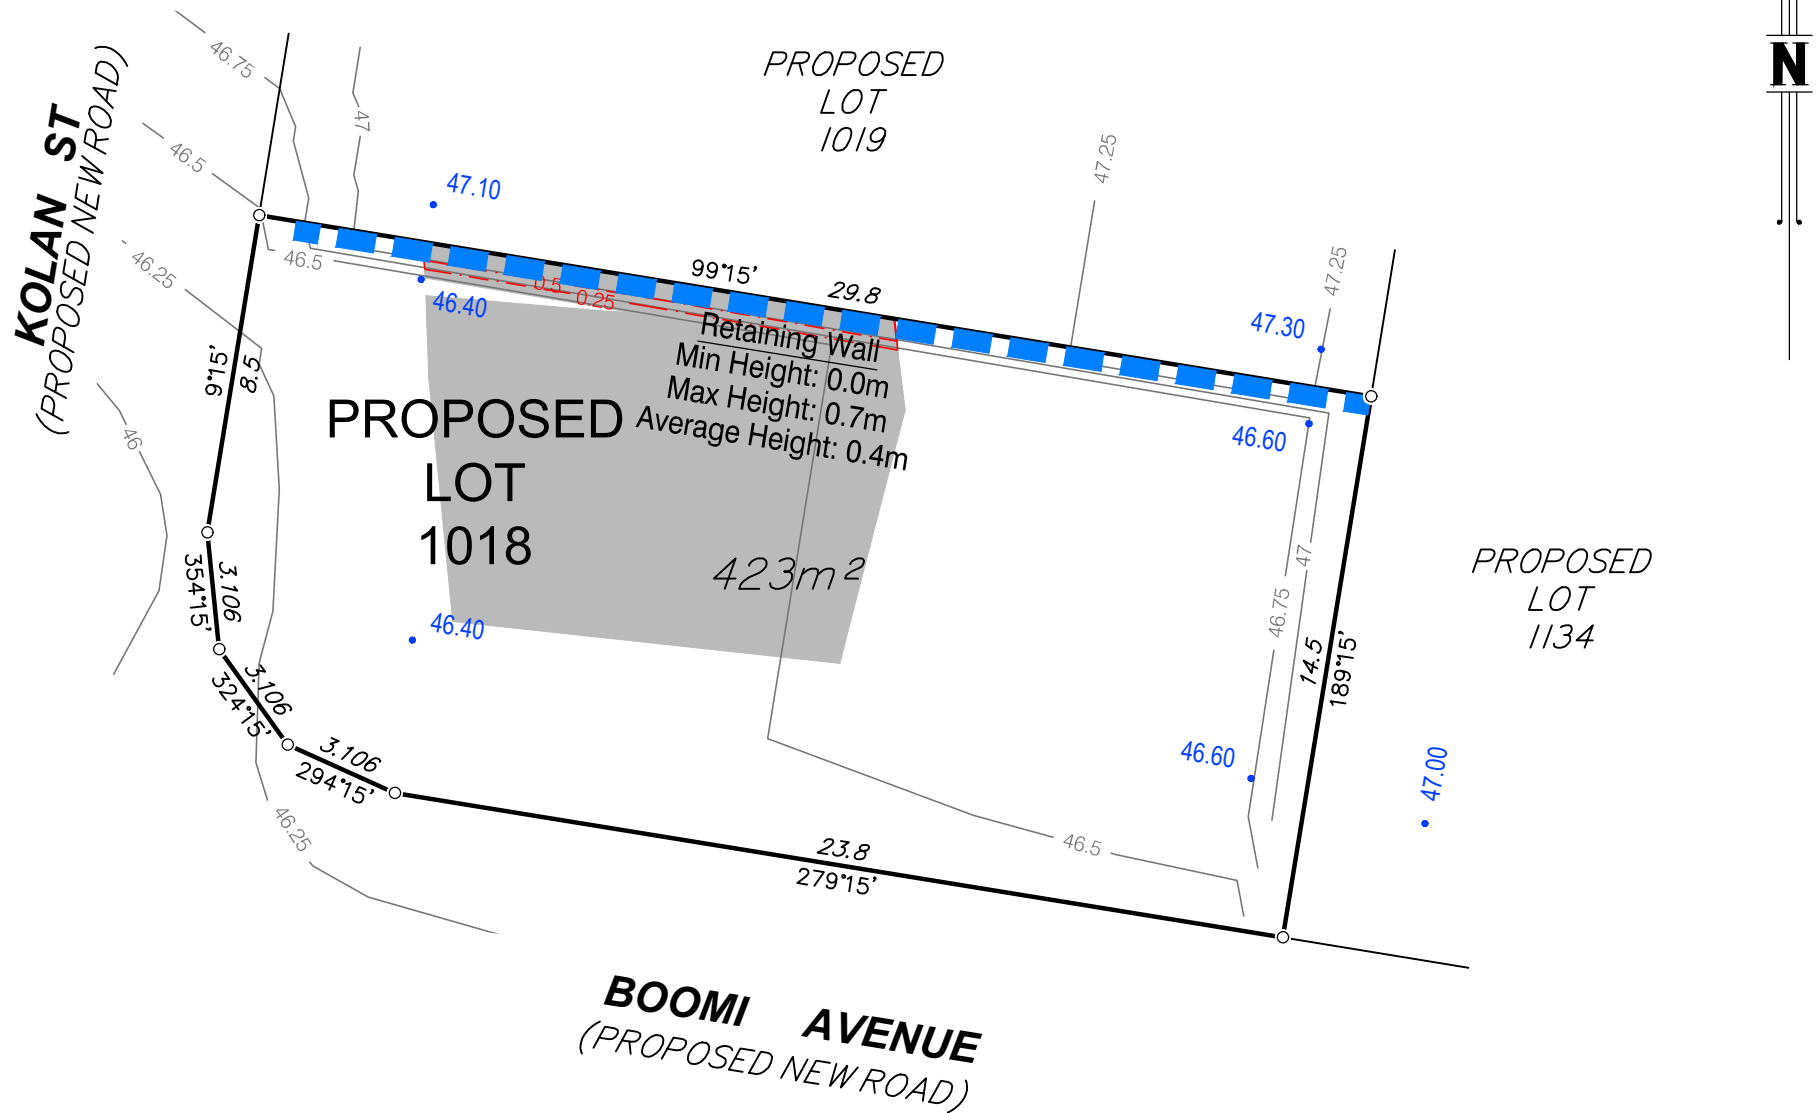 46.75
47
PROPOSED
LOT
1019
N
KOLAN ST
(PROPOSED NEW ROAD)
46.5
47.25
47.10
46.25
46.5
99°15’
29.8
47.25
0.5
0.25
46.40
47.30
Retaining Wall
Min Height: 0.0m
Max Height: 0.7m
Average Height: 0.4m
9°15’
8.5
46
PROPOSED
LOT
1018
46.60
423m²
47
46.75
PROPOSED
LOT
1134
354°15’
3.106
46.40
14.5
189°15’
3.106
324°15’
3.106
294°15’
46.60
47.00
46.25
23.8
279°15’
46.5
BOOMI AVENUE
(PROPOSED NEW ROAD)